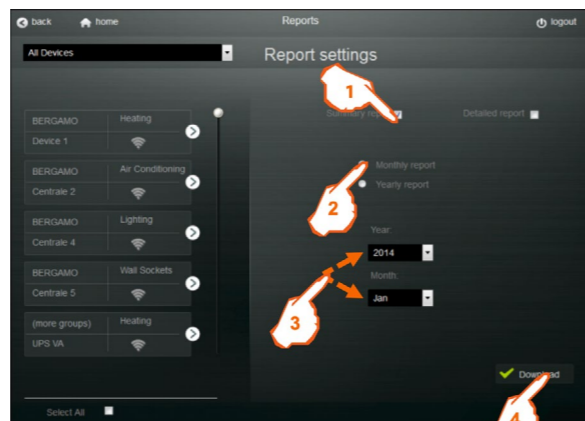 back
home
Reports
logout
All Devices
Report settings
1
Summary report
Detailed report
BERGAMO Heating
Device 1
BERGAMO Air Conditioning
Centrale 2
Monthly report
Yearly report
2
BERGAMO Lighting
Centrale 4
Year:
2014
BERGAMO Wall Sockets
Centrale 5
Month:
Jan
3
(more groups) Heating
UPS VA
Download
4
Select All